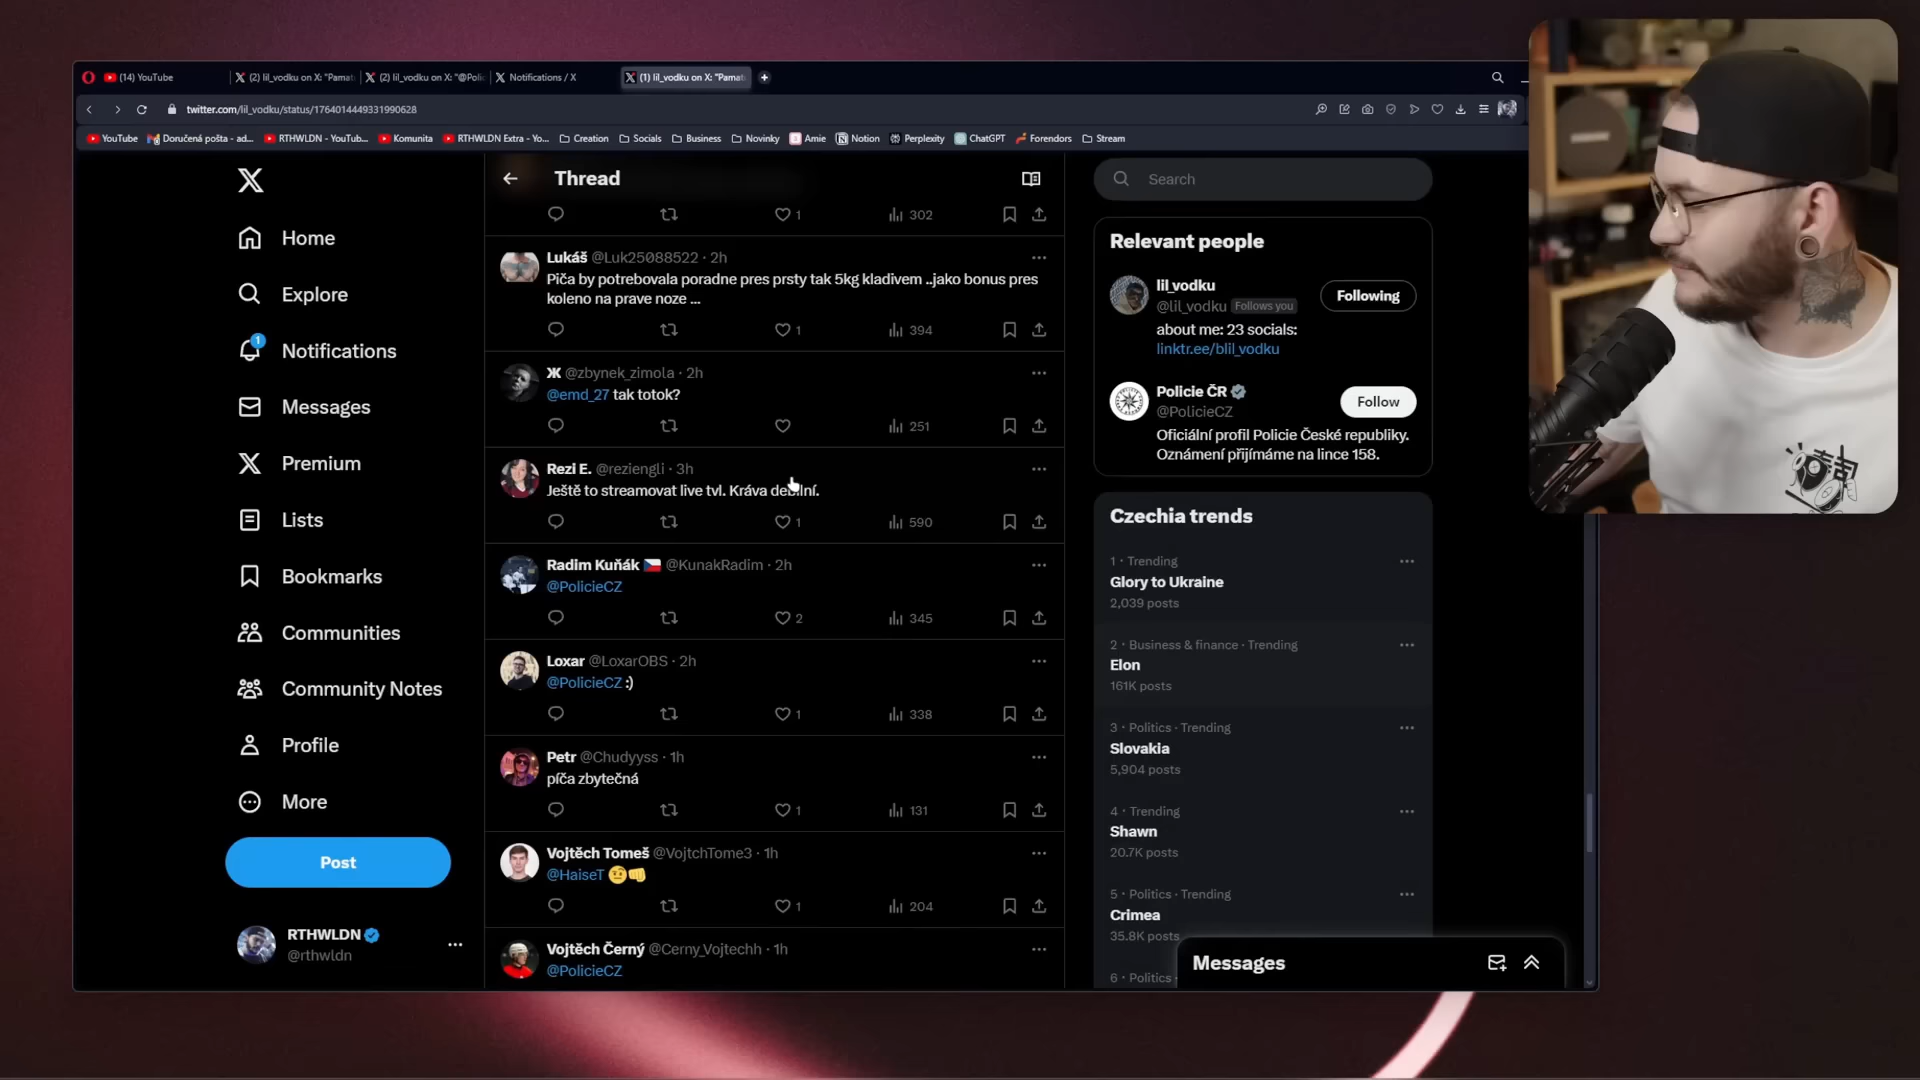 (14) YouTube
(2) lil_vodku on X: "Pamat
(2) lil_vodku on X: "@Polic
Notifications / X
(1) lil_vodku on X: "Pamat
twitter.com/lil_vodku/status/1764014449331990628
YouTube
Doručená pošta - ad...
RTHWLDN - YouTub...
Komunita
RTHWLDN Extra - Yo...
Creation
Socials
Business
Novinky
Amie
Notion
Perplexity
ChatGPT
Forendors
Stream
Home
Explore
1
Notifications
Messages
Premium
Lists
Bookmarks
Communities
Community Notes
Profile
More
Post
RTHWLDN
@rthwldn
Thread
1
302
Lukáš @Luk25088522 · 2h
Piča by potrebovala poradne pres prsty tak 5kg kladivem ..jako bonus pres
koleno na prave noze ...
1
394
Ж @zbynek_zimola · 2h
@emd_27 tak totok?
251
Rezi E. @reziengli · 3h
Ještě to streamovat live tvl. Kráva debilní.
1
590
Radim Kuňák @KunakRadim · 2h
@PolicieCZ
2
345
Loxar @LoxarOBS · 2h
@PolicieCZ :)
1
338
Petr @Chudyyss · 1h
píča zbytečná
1
131
Vojtěch Tomeš @VojtchTome3 · 1h
@HaiseT 🤨👊
1
204
Vojtěch Černý @Cerny_Vojtechh · 1h
@PolicieCZ
Search
Relevant people
lil_vodku
@lil_vodku Follows you
Following
about me: 23 socials:
linktr.ee/blil_vodku
Policie ČR
@PolicieCZ
Follow
Oficiální profil Policie České republiky.
Oznámení přijímáme na lince 158.
Czechia trends
1 · Trending
Glory to Ukraine
2,039 posts
2 · Business & finance · Trending
Elon
161K posts
3 · Politics · Trending
Slovakia
5,904 posts
4 · Trending
Shawn
20.7K posts
5 · Politics · Trending
Crimea
35.8K posts
6 · Politics ·
Messages